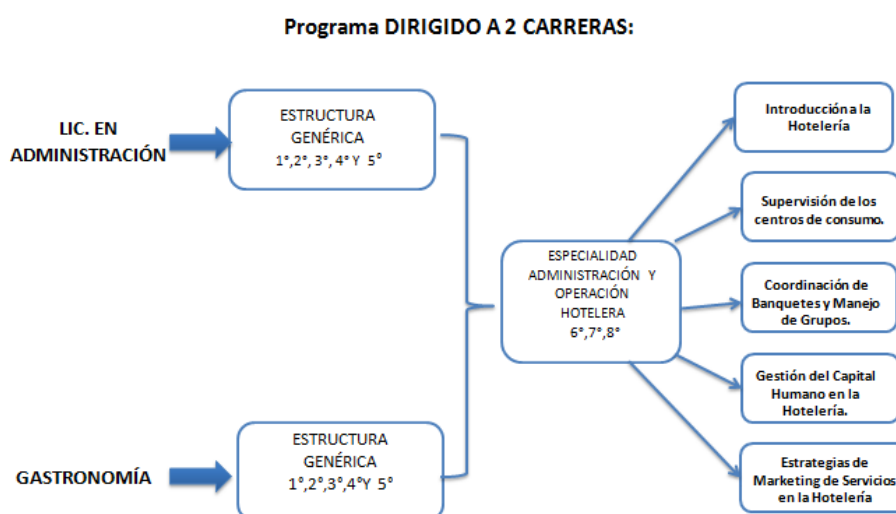 Programa DIRIGIDO A 2 CARRERAS:
LIC. EN
ADMINISTRACIÓN
ESTRUCTURA
GENÉRICA
1°,2°, 3°, 4° Y 5°
GASTRONOMÍA
ESTRUCTURA
GENÉRICA
1°,2°,3°,4°Y 5°
ESPECIALIDAD
ADMINISTRACIÓN Y
OPERACIÓN
HOTELERA
6°,7°,8°
Introducción a la
Hotelería
Supervisión de los
centros de consumo.
Coordinación de
Banquetes y Manejo
de Grupos.
Gestión del Capital
Humano en la
Hotelería.
Estrategias de
Marketing de Servicios
en la Hotelería